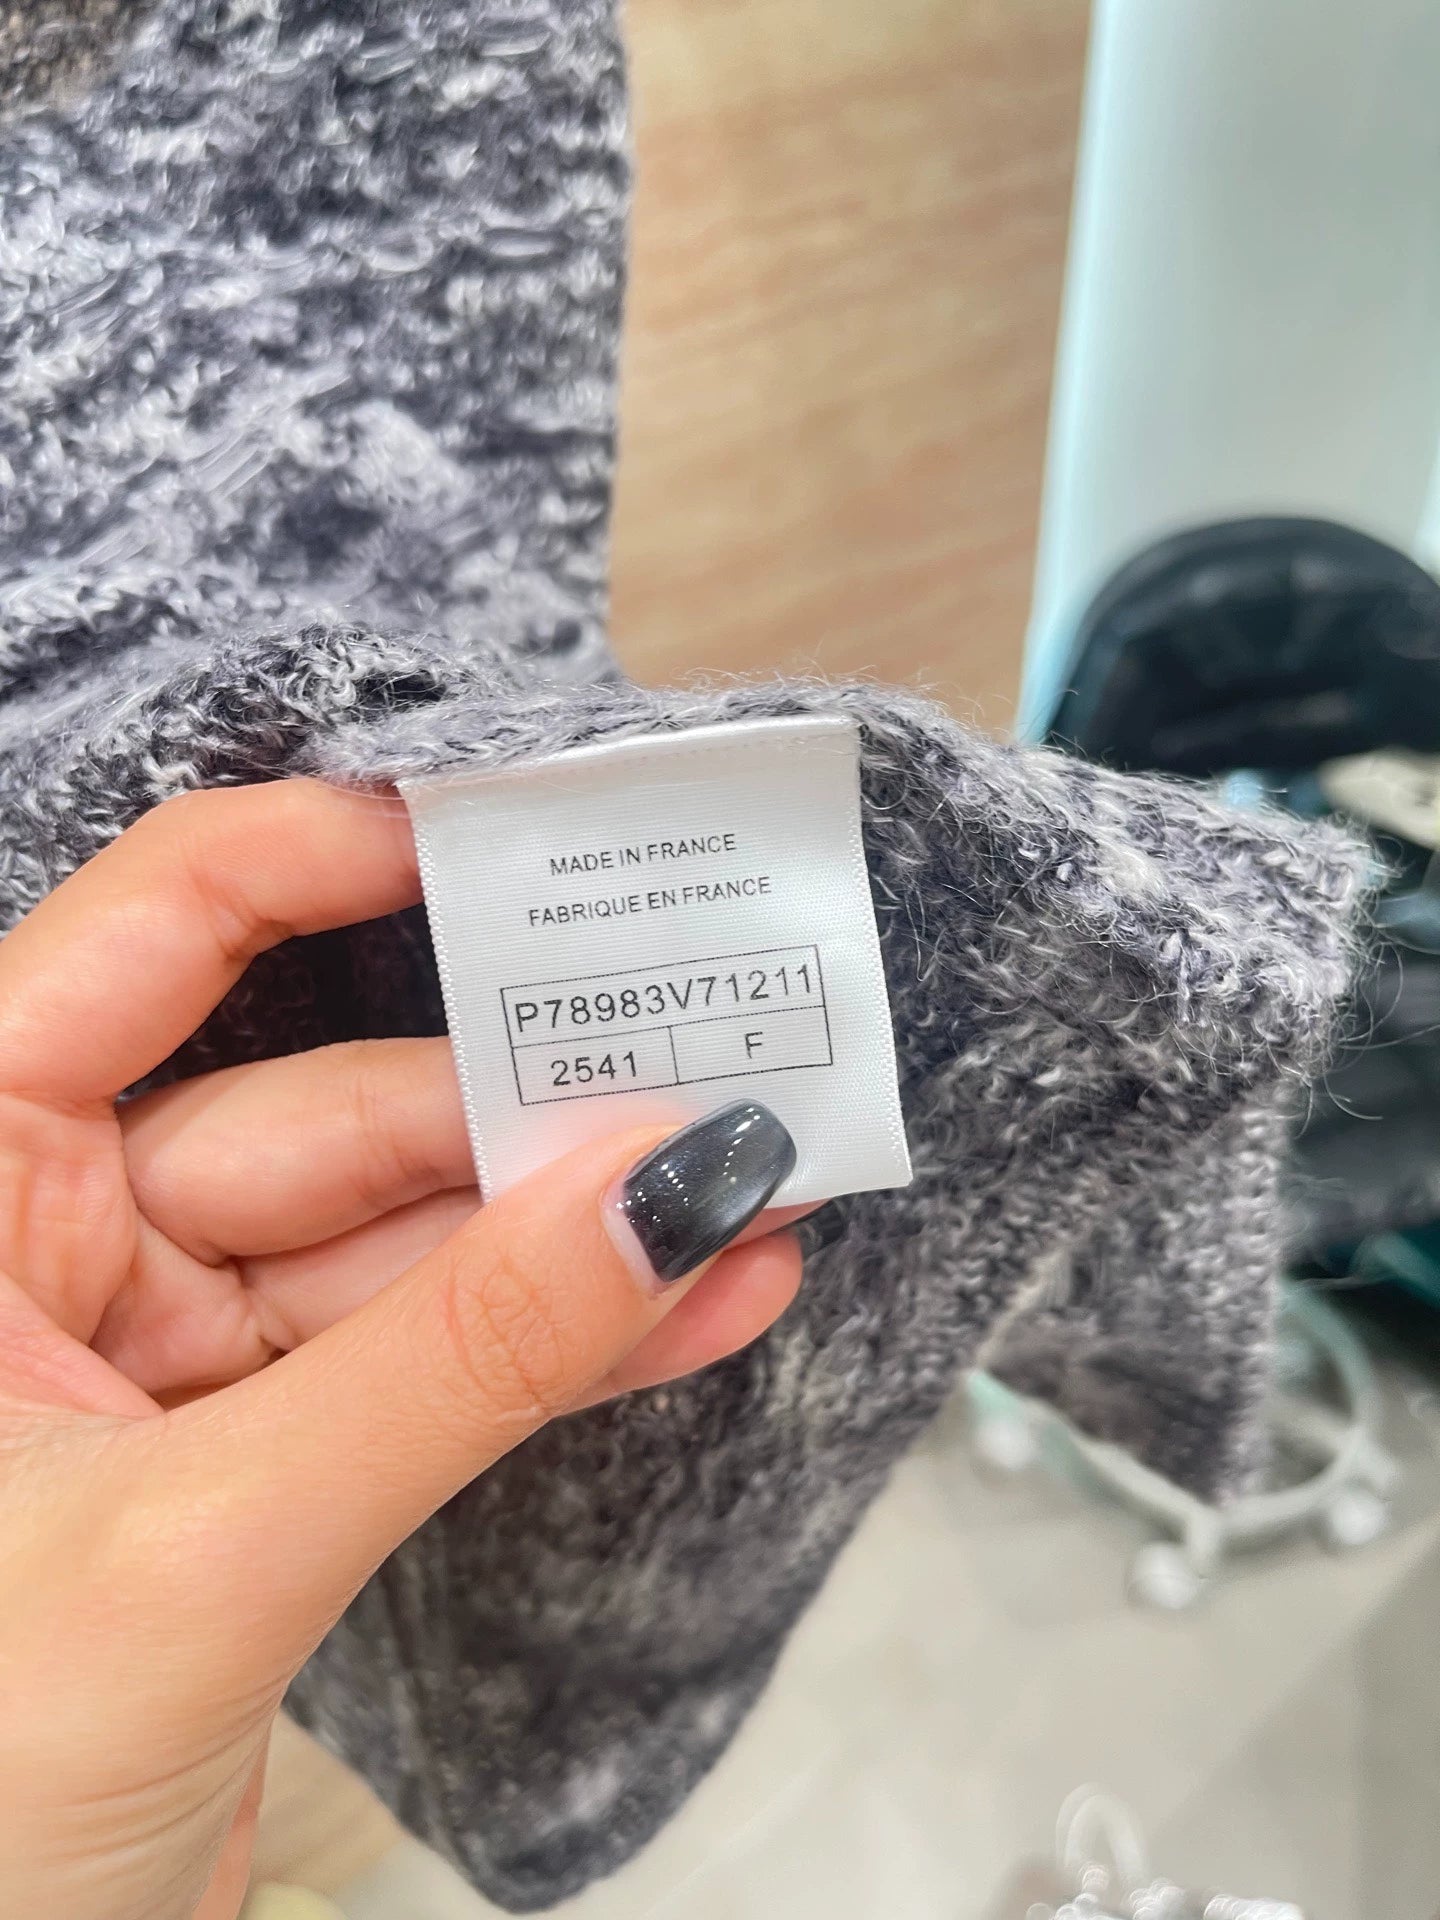 MADE IN FRANCE
FABRIQUE EN FRANCE
P78983V71211
2541 F